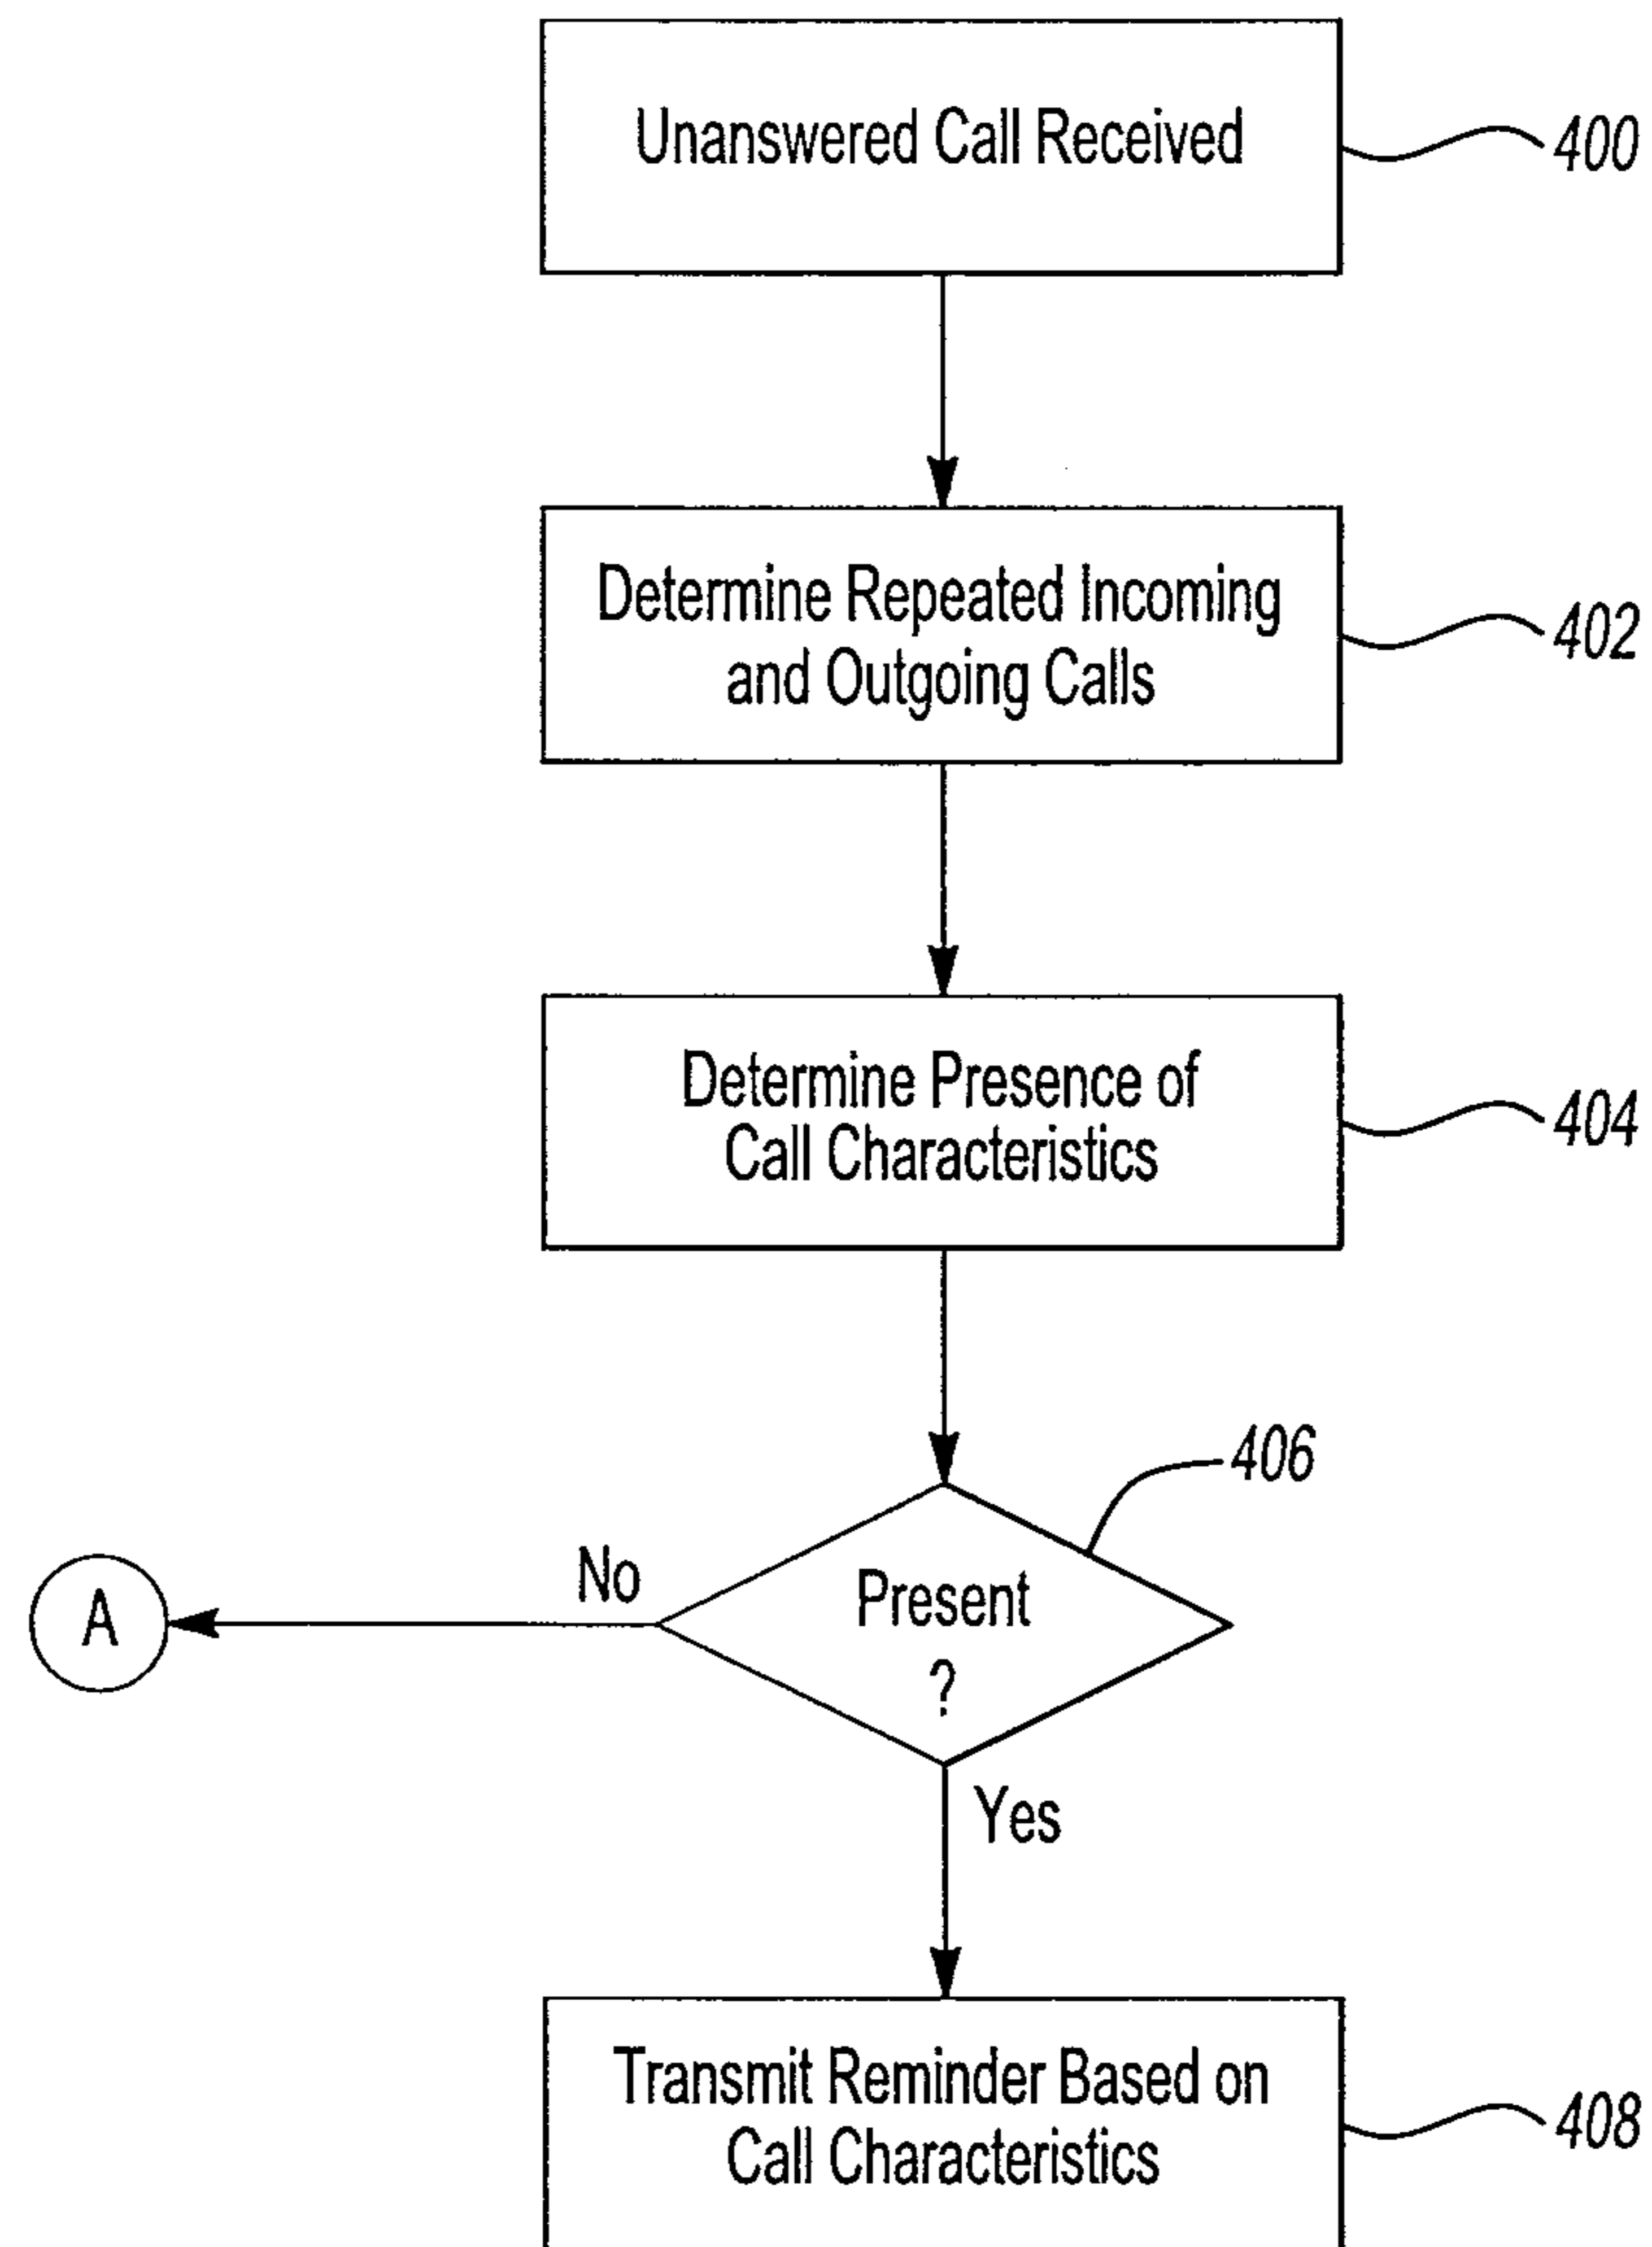 Unanswered Call Received
400
Determine Repeated Incoming
and Outgoing Calls
402
Determine Presence of
Call Characteristics
404
406
Present
?
No
A
Yes
Transmit Reminder Based on
Call Characteristics
408